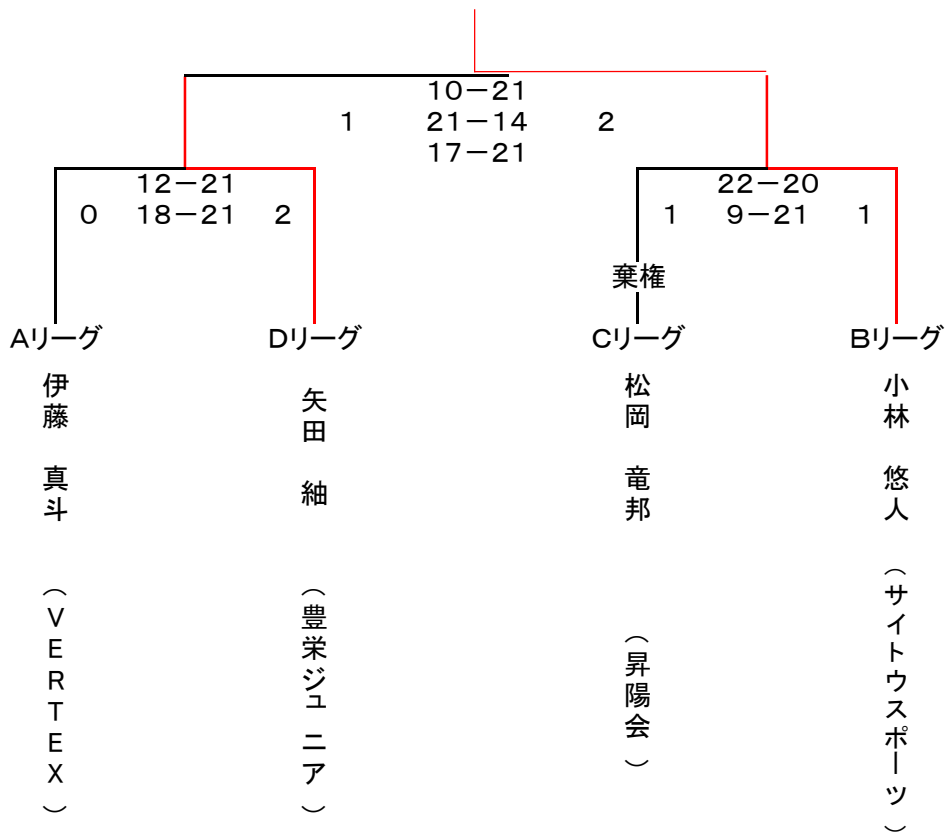 10－21
1 21－14 2
17－21
12－21
0 18－21 2
22－20
1 9－21 1
棄権
Aリーグ
Dリーグ
Cリーグ
Bリーグ
伊藤 真斗 （VERTEX）
矢田 紬 （豊栄ジュニア）
松岡 竜邦 （昇陽会）
小林 悠人 （サイトウスポーツ）